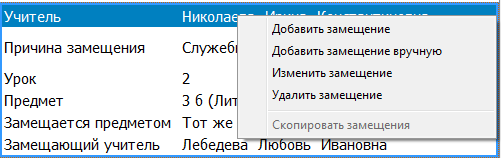 Учитель
Причина замещения
Урок 2
Предмет 3 б
Замещается предметом Тот же
Замещающий учитель Лебедева Любовь Ивановна
Добавить замещение
Добавить замещение вручную
Изменить замещение
Удалить замещение
Скопировать замещения